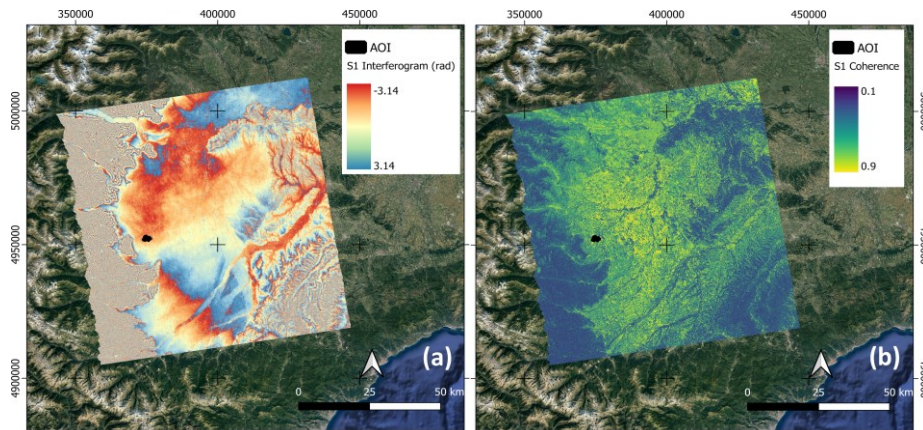 350000 400000 450000
5000000
4950000
4900000
AOI
S1 Interferogram (rad)
-3.14
3.14
(a)
0 25 50 km
350000 400000 450000
AOI
S1 Coherence
0.1
0.9
(b)
0 25 50 km